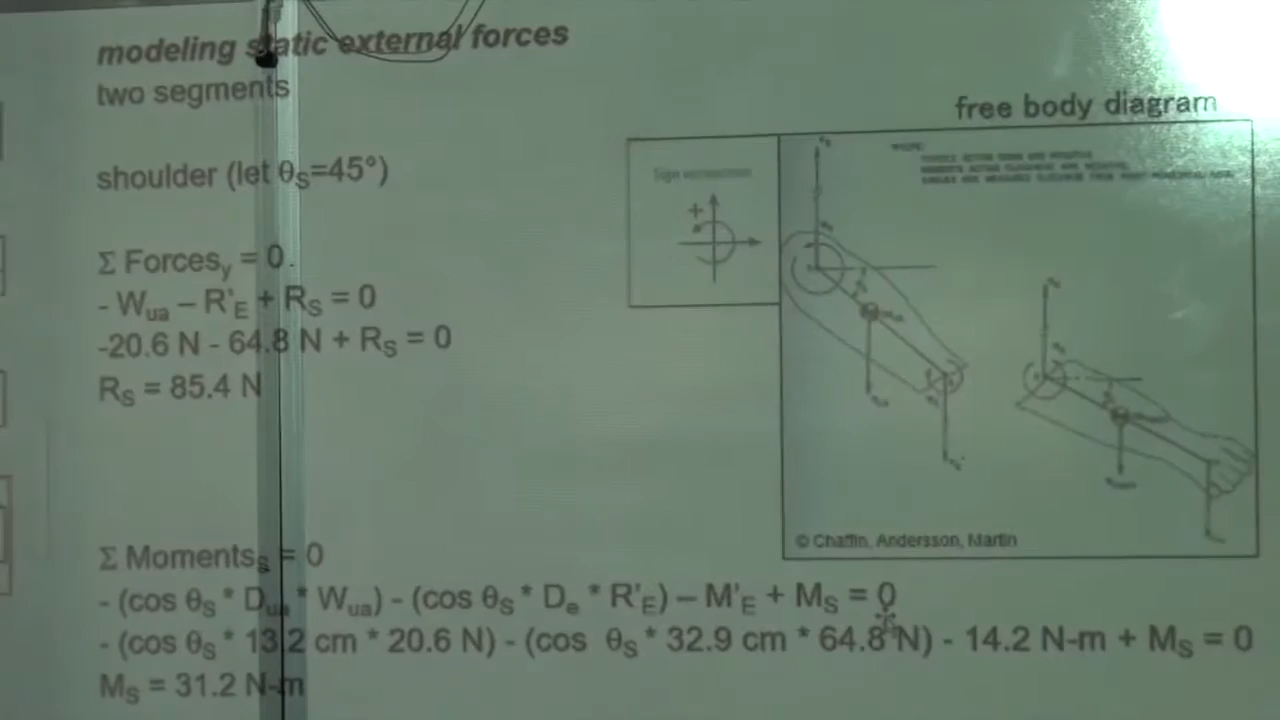 modeling static external forces
two segments
free body diagram
shoulder (let θS=45°)
Sign convention
Σ Forcesy = 0
- Wua – R'E + RS = 0
-20.6 N - 64.8 N + RS = 0
RS = 85.4 N
© Chaffin, Andersson, Martin
Σ MomentsS = 0
- (cos θS * Dua * Wua) - (cos θS * De * R'E) – M'E + MS = 0
- (cos θS * 13.2 cm * 20.6 N) - (cos θS * 32.9 cm * 64.8 N) - 14.2 N-m + MS = 0
MS = 31.2 N-m